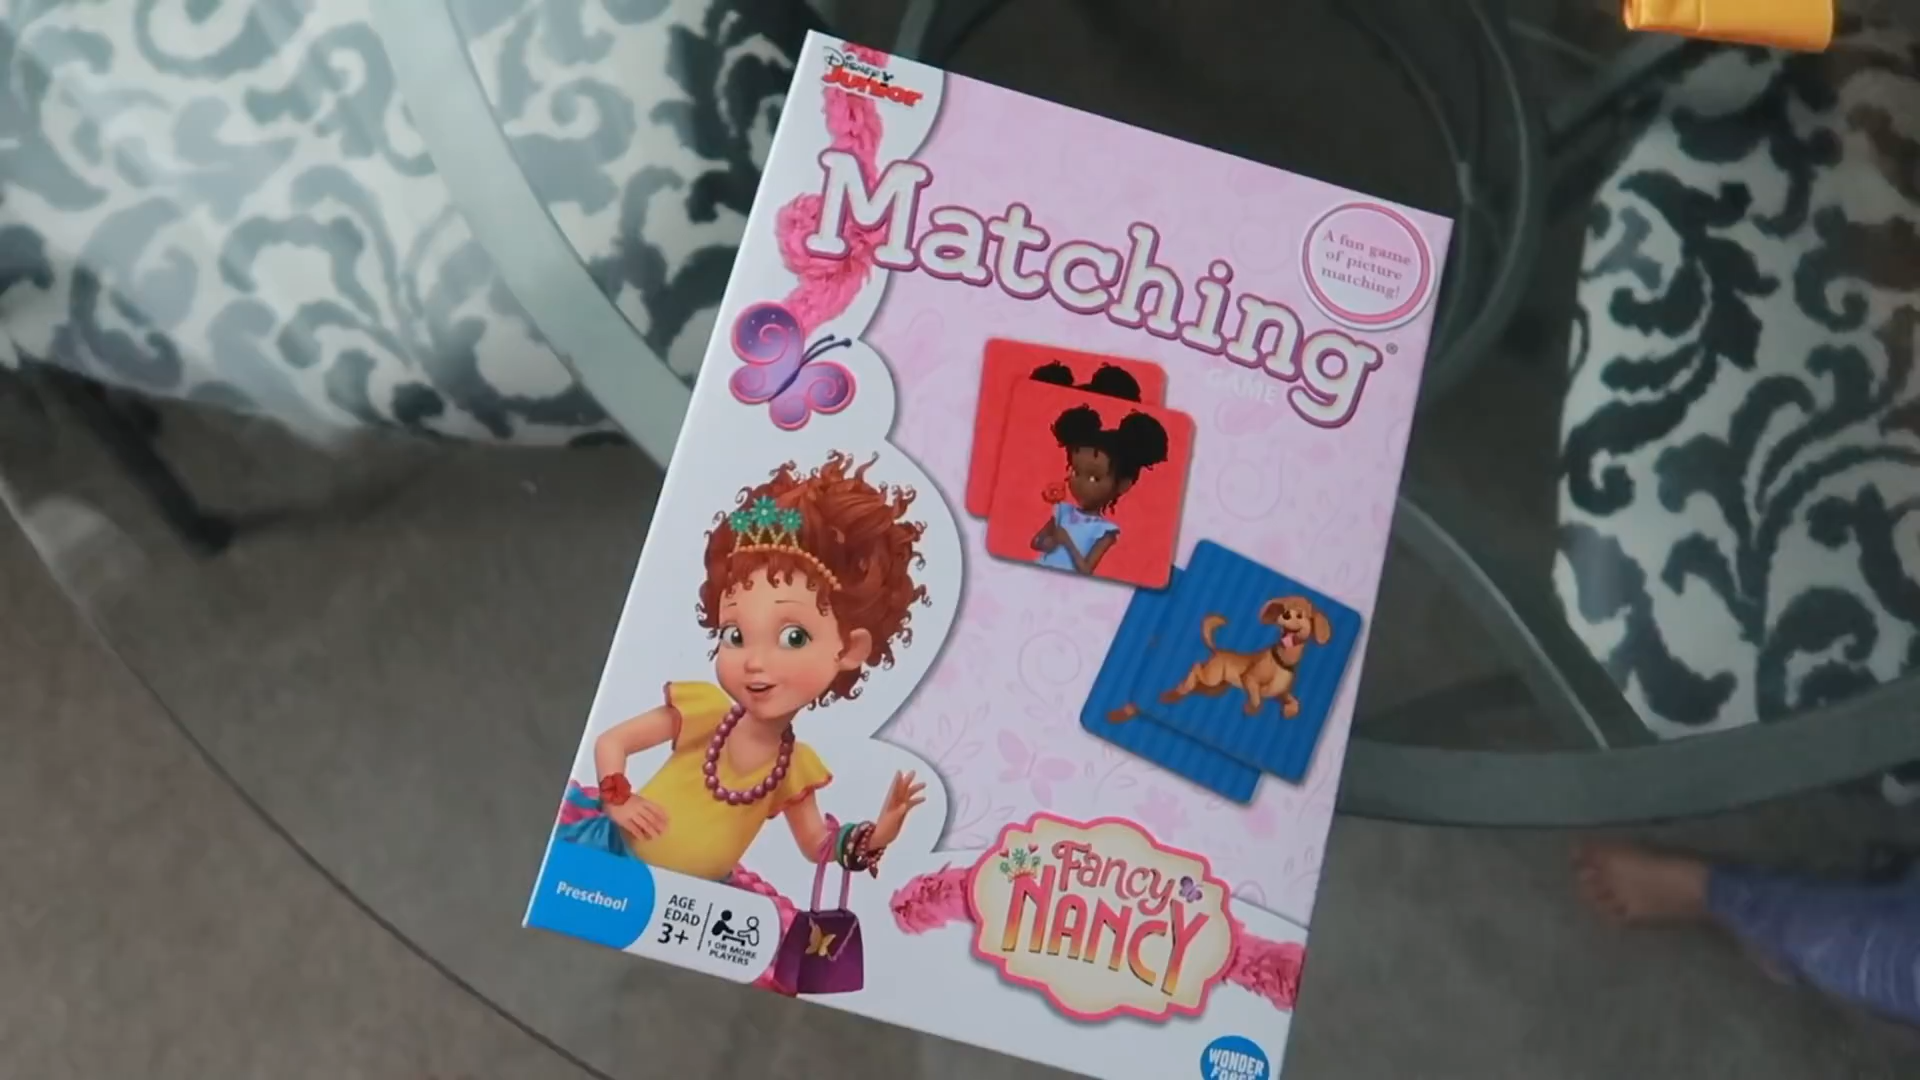 Disney
Junior
Matching®
GAME
A fun game
of picture
matching!
Fancy
NANCY
Preschool
AGE
EDAD
3+
1 OR MORE
PLAYERS
WONDER
FORGE